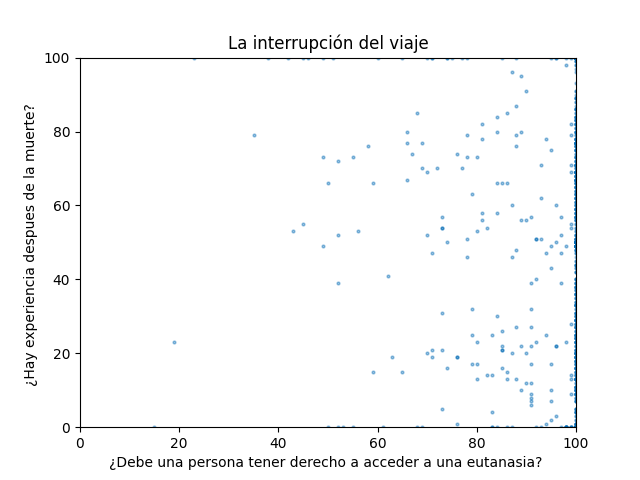 La interrupción del viaje
100
80
60
40
20
0
¿Hay experiencia despues de la muerte?
0 20 40 60 80 100
¿Debe una persona tener derecho a acceder a una eutanasia?